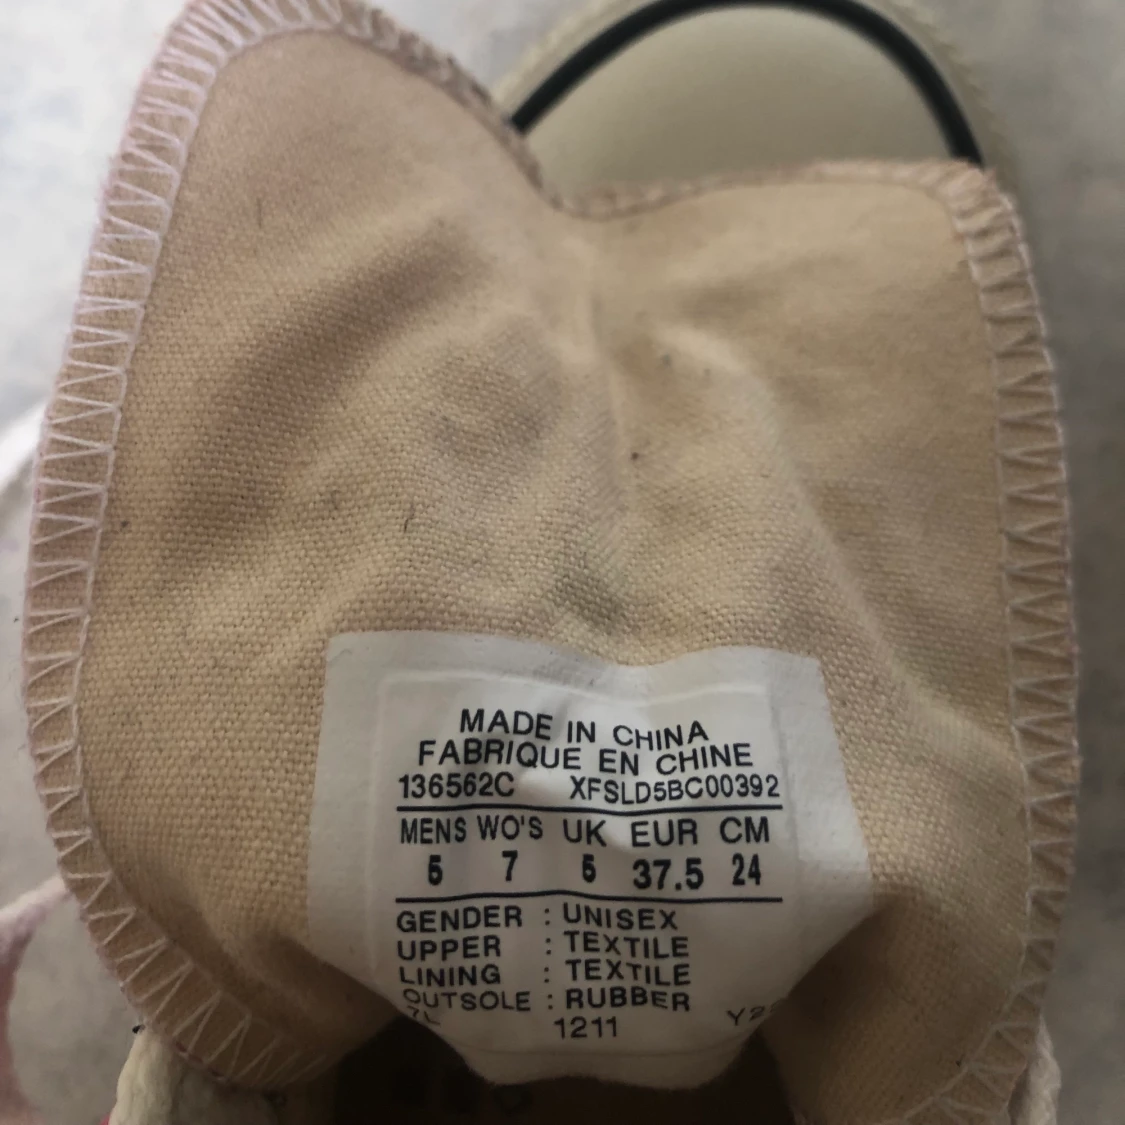 MADE IN CHINA
FABRIQUE EN CHINE
136562C XFSLD5BC00392
MENS WO'S UK EUR CM
5 7 5 37.5 24
GENDER : UNISEX
UPPER : TEXTILE
LINING : TEXTILE
OUTSOLE : RUBBER
7L 1211